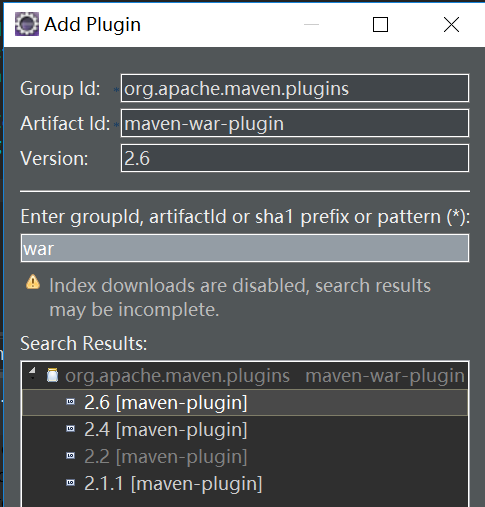 Add Plugin
Group Id: org.apache.maven.plugins
Artifact Id: maven-war-plugin
Version: 2.6
Enter groupId, artifactId or sha1 prefix or pattern (*):
war
Index downloads are disabled, search results
may be incomplete.
Search Results:
org.apache.maven.plugins maven-war-plugin
2.6 [maven-plugin]
2.4 [maven-plugin]
2.2 [maven-plugin]
2.1.1 [maven-plugin]